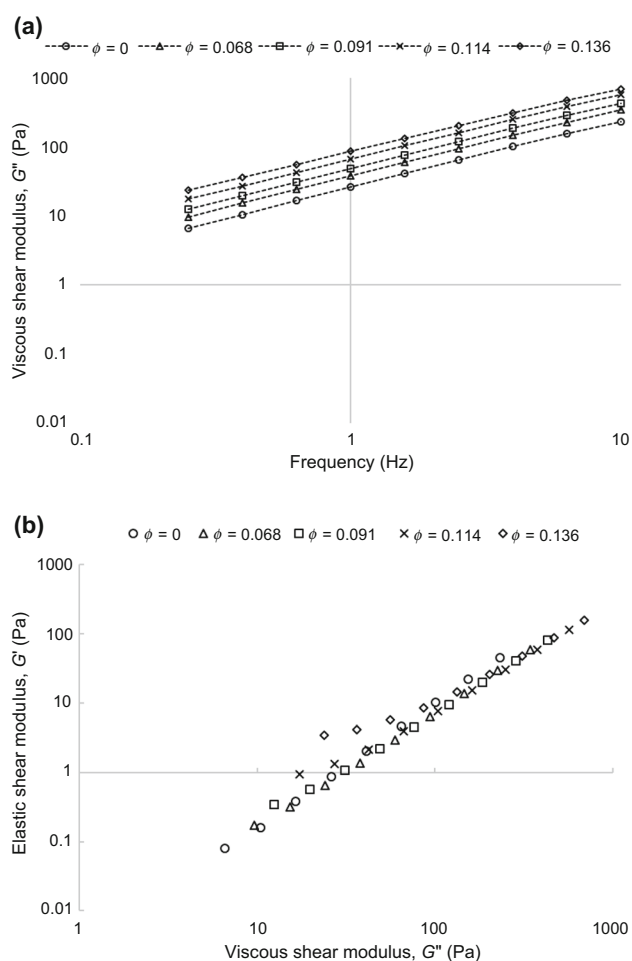 (a)
ϕ = 0 ϕ = 0.068 ϕ = 0.091 ϕ = 0.114 ϕ = 0.136
1000
100
10
1
0.1
0.01
Viscous shear modulus, G" (Pa)
0.1 1 10
Frequency (Hz)
(b)
ϕ = 0 ϕ = 0.068 ϕ = 0.091 ϕ = 0.114 ϕ = 0.136
1000
100
10
1
0.1
0.01
Elastic shear modulus, G' (Pa)
1 10 100 1000
Viscous shear modulus, G" (Pa)